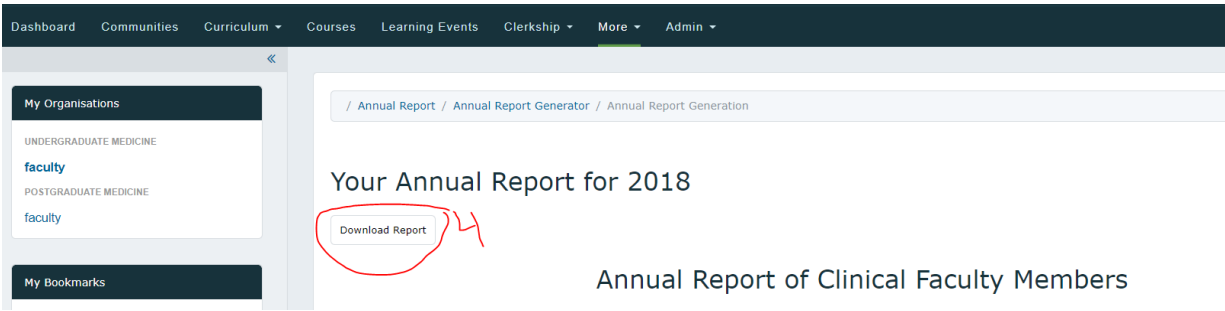 Dashboard Communities Curriculum Courses Learning Events Clerkship More Admin
«
My Organisations
UNDERGRADUATE MEDICINE
faculty
POSTGRADUATE MEDICINE
faculty
My Bookmarks
/ Annual Report / Annual Report Generator / Annual Report Generation
Your Annual Report for 2018
Download Report 4
Annual Report of Clinical Faculty Members